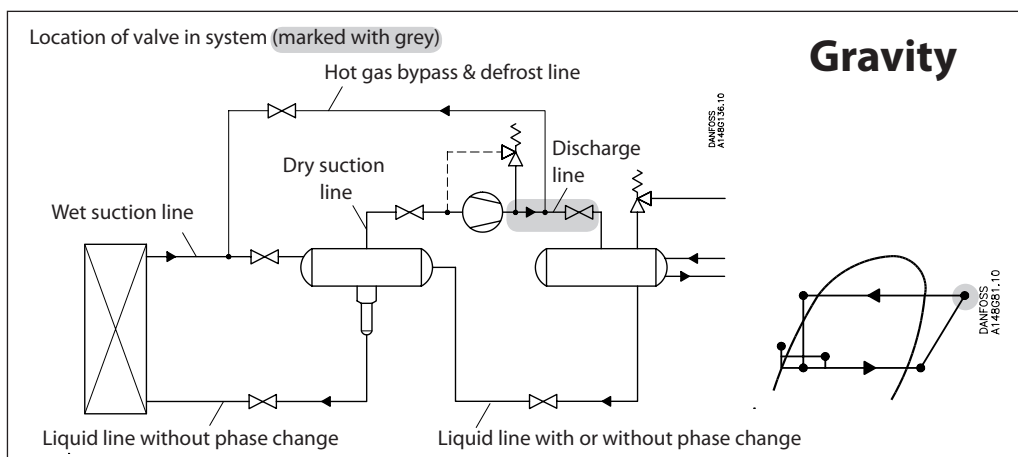 Location of valve in system (marked with grey)
Gravity
Hot gas bypass & defrost line
DANFOSS
A148G136.10
Discharge
line
Dry suction
line
Wet suction line
DANFOSS
A148G81.10
Liquid line without phase change
Liquid line with or without phase change